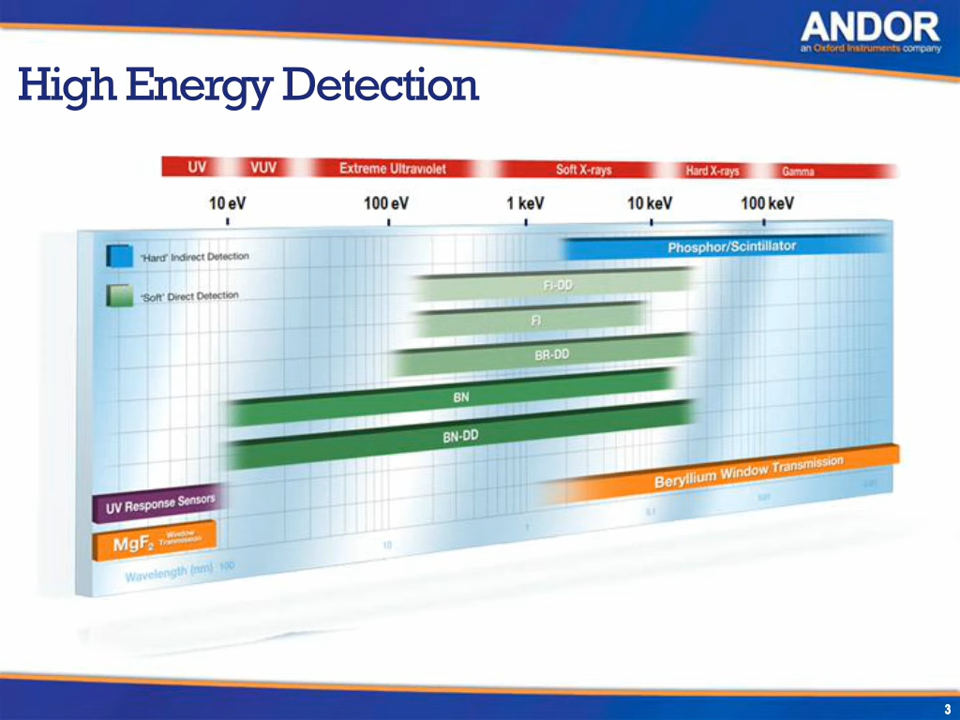 ANDOR
an Oxford Instruments company
High Energy Detection
UV VUV Extreme Ultraviolet Soft X-rays Hard X-rays Gamma
10 eV 100 eV 1 keV 10 keV 100 keV
'Hard' Indirect Detection
Phosphor/Scintillator
'Soft' Direct Detection
FI-DD
FI
BR-DD
BN
BN-DD
Beryllium Window Transmission
UV Response Sensors
MgF2 Window Transmission
Wavelength (nm) 100 10 1 0.1
3